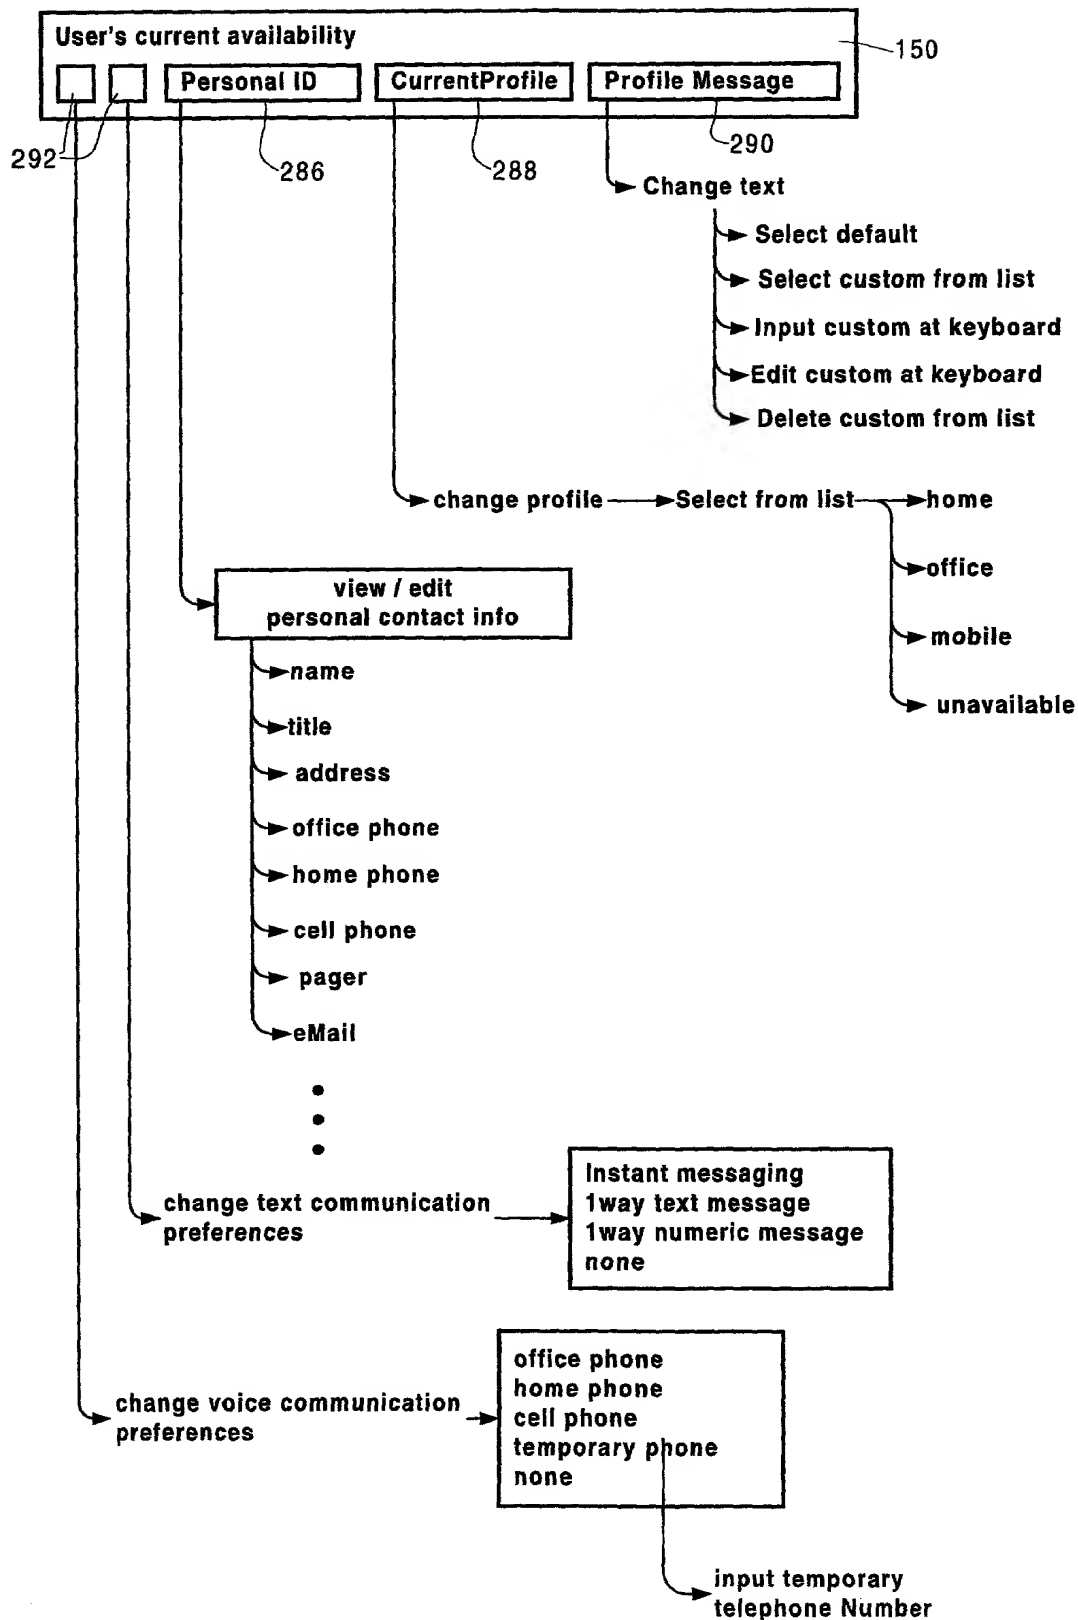 User's current availability
150
Personal ID
CurrentProfile
Profile Message
292
286
288
290
Change text
Select default
Select custom from list
Input custom at keyboard
Edit custom at keyboard
Delete custom from list
change profile
Select from list
home
office
mobile
unavailable
view / edit
personal contact info
name
title
address
office phone
home phone
cell phone
pager
eMail
change text communication
preferences
Instant messaging
1way text message
1way numeric message
none
change voice communication
preferences
office phone
home phone
cell phone
temporary phone
none
input temporary
telephone Number